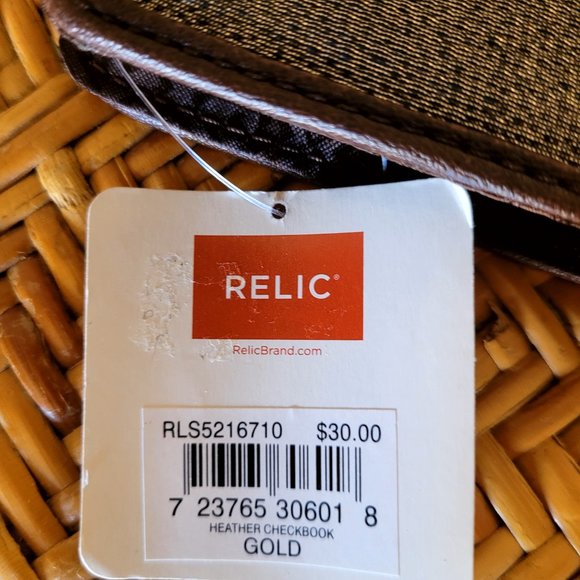 RELIC®
RelicBrand.com
RLS5216710 $30.00
7 23765 30601 8
HEATHER CHECKBOOK
GOLD